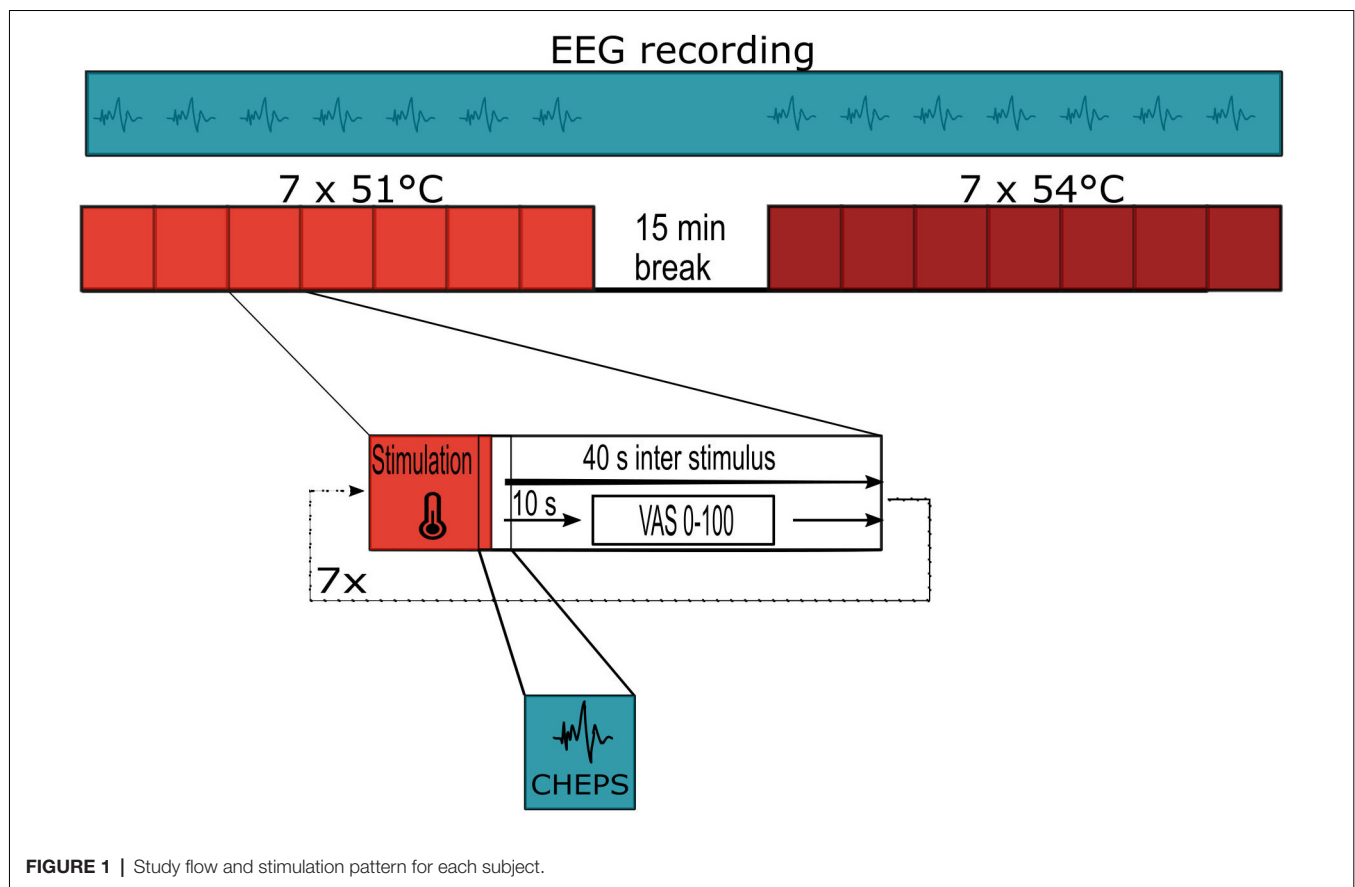 EEG recording
7 x 51°C
7 x 54°C
15 min
break
Stimulation
40 s inter stimulus
10 s
VAS 0-100
7x
CHEPS
FIGURE 1 | Study flow and stimulation pattern for each subject.